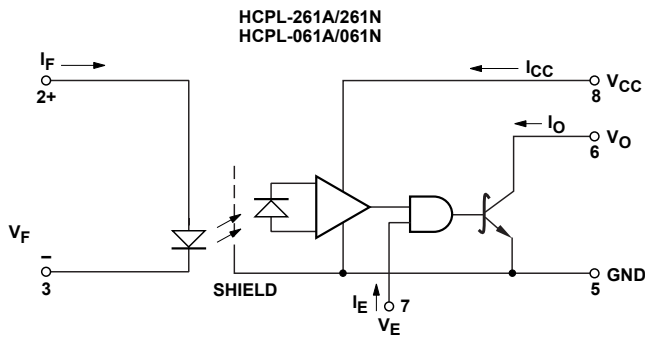 HCPL-261A/261N
HCPL-061A/061N
IF
2+
ICC
8 VCC
IO
6 VO
VF
–
3
SHIELD
IE
7
VE
5 GND